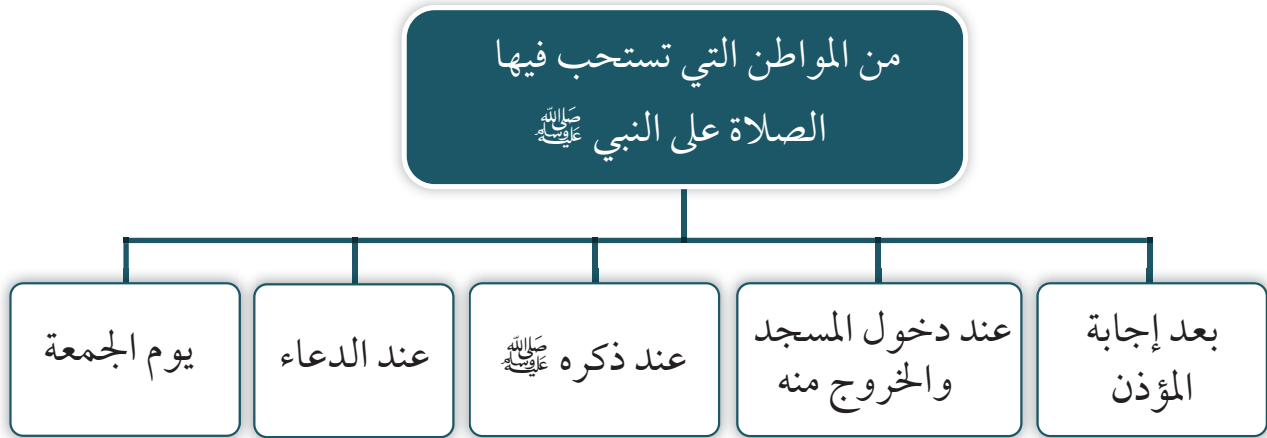 من المواطن التي تستحب فيها
الصلاة على النبي ﷺ
بعد إجابة
المؤذن
عند دخول المسجد
والخروج منه
عند ذكره ﷺ
عند الدعاء
يوم الجمعة